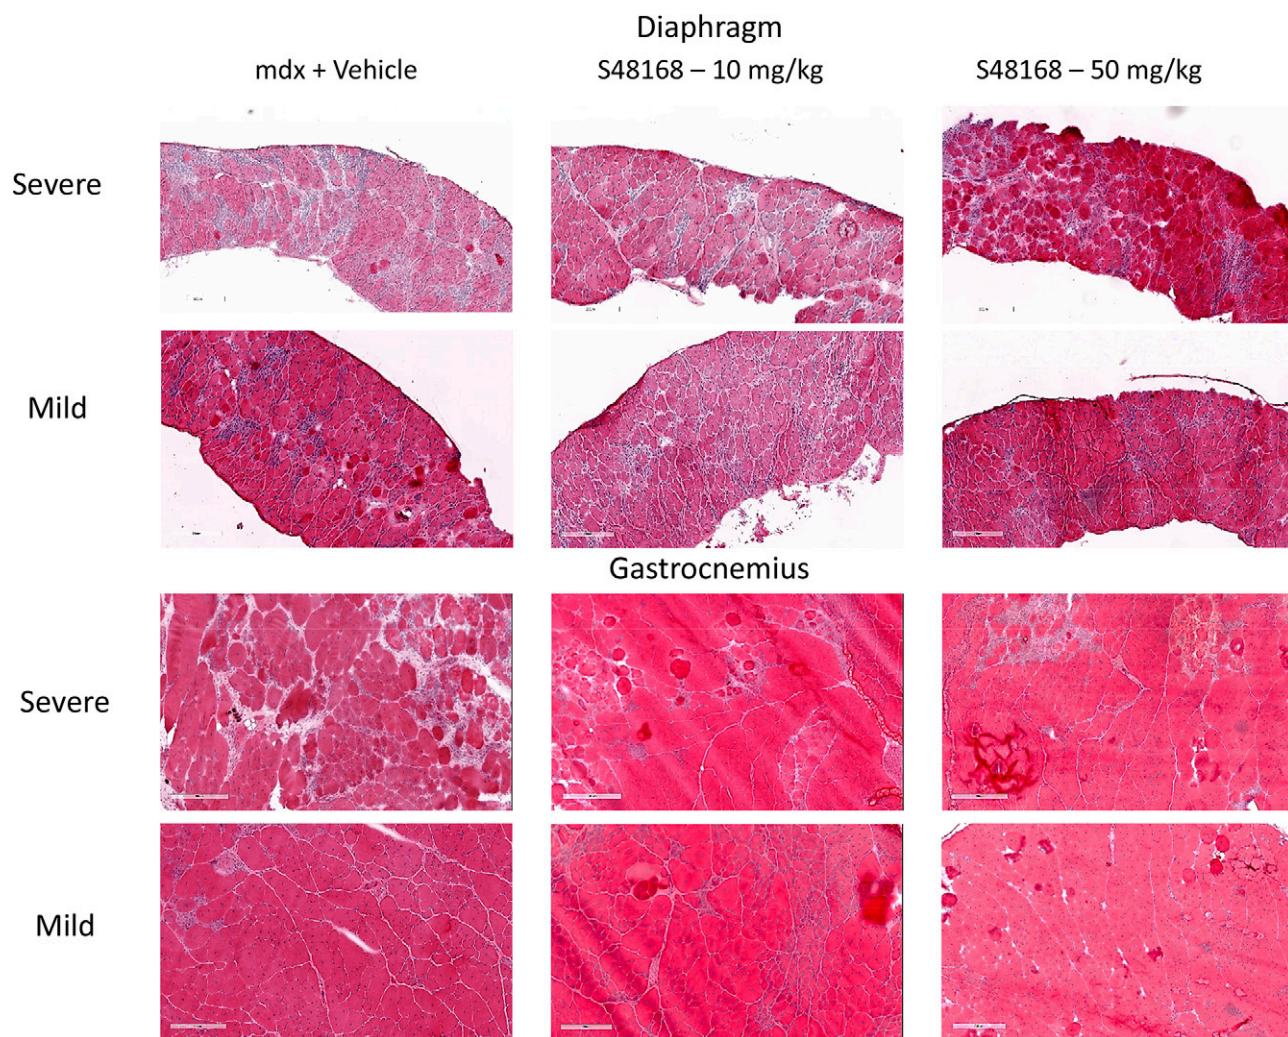 Diaphragm
mdx + Vehicle
S48168 – 10 mg/kg
S48168 – 50 mg/kg
Severe
Mild
Gastrocnemius
Severe
Mild